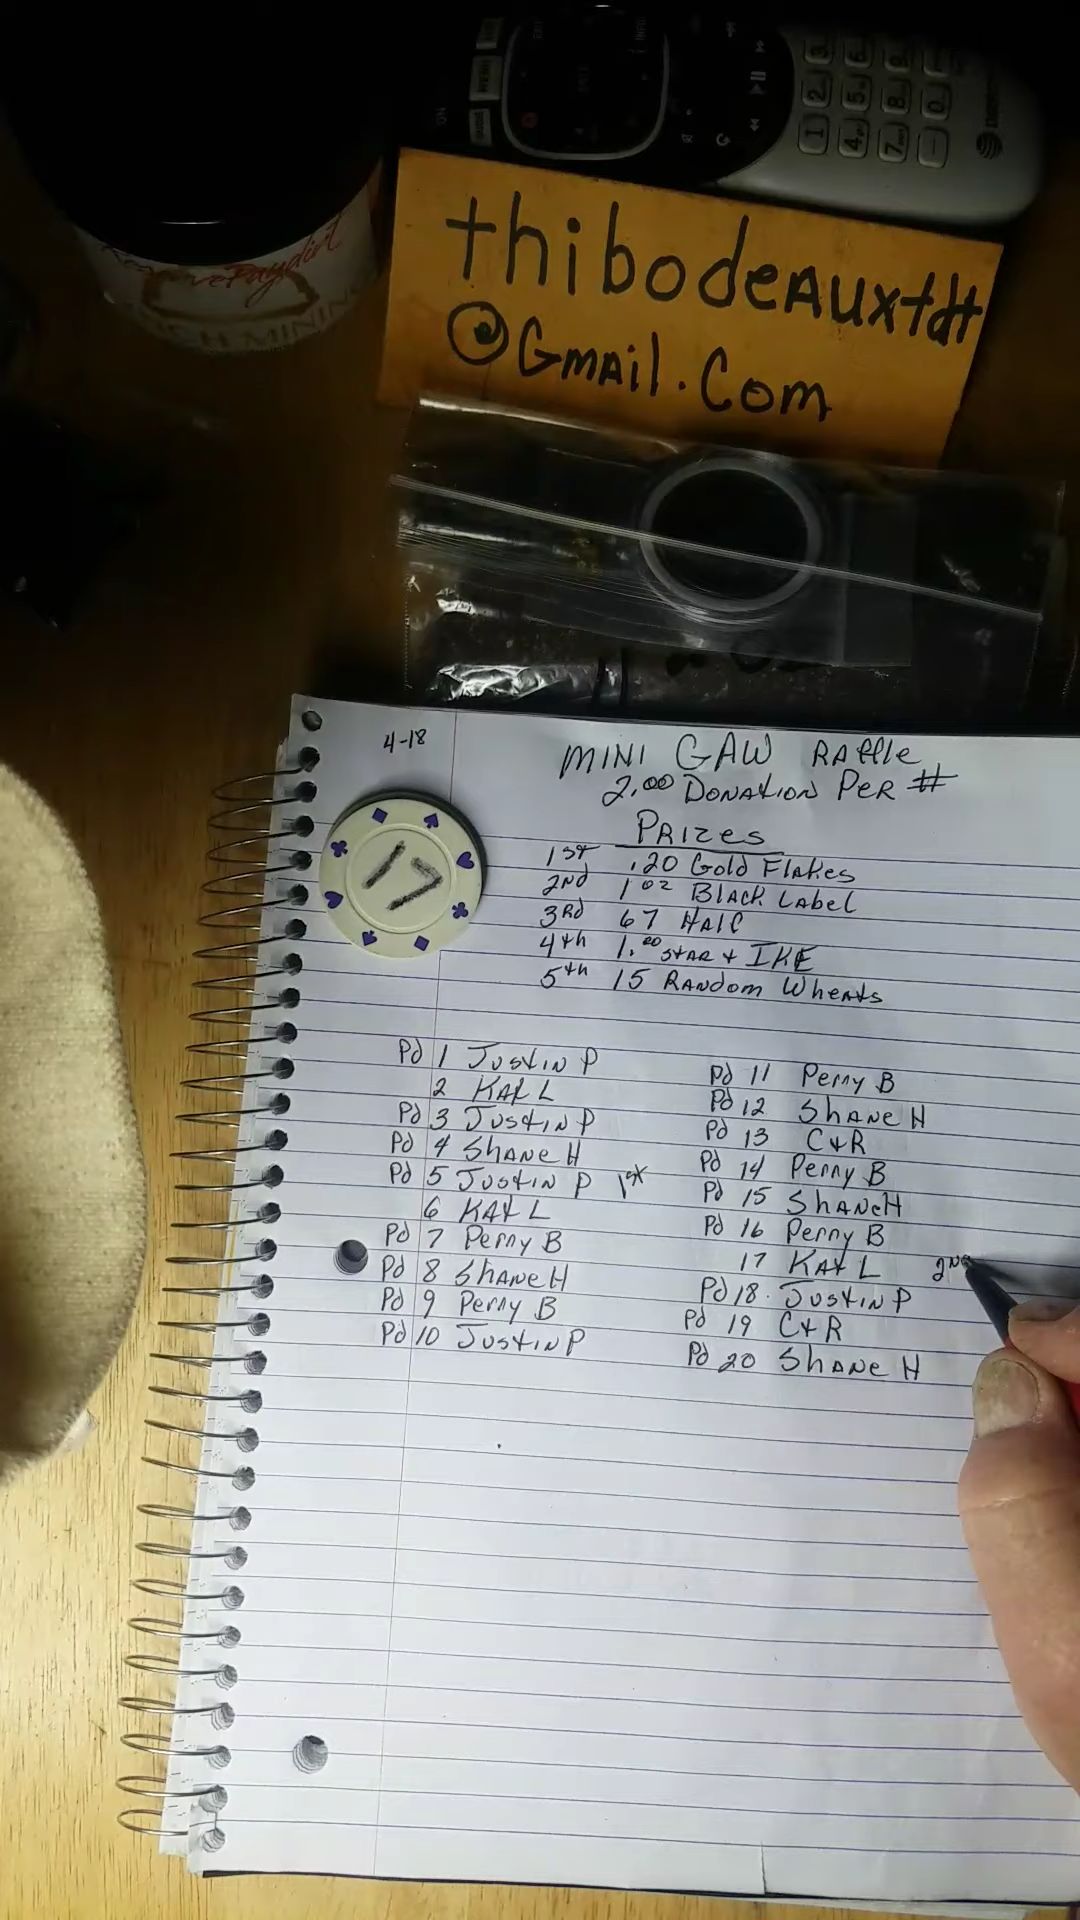 thibodeauxtdt
@Gmail.Com
4-18
MINI GAW Raffle
2.00 Donation Per #
Prizes
1st .20 Gold Flakes
2nd 1 oz Black Label
3rd 67 Half
4th 1.00 Star + IKE
5th 15 Random Wheats
17
Pd 1 Justin P
2 Kat L
Pd 3 Justin P
Pd 4 Shane H
Pd 5 Justin P 1st
6 Kat L
Pd 7 Perry B
Pd 8 Shane H
Pd 9 Perry B
Pd 10 Justin P
Pd 11 Perry B
Pd 12 Shane H
Pd 13 C+R
Pd 14 Perry B
Pd 15 Shane H
Pd 16 Perry B
17 Kat L 2nd
Pd 18 Justin P
Pd 19 C+R
Pd 20 Shane H